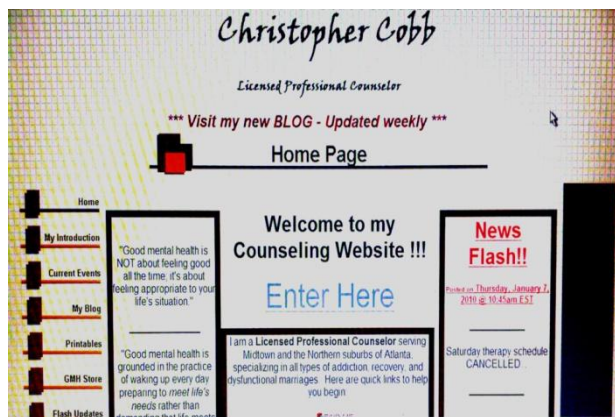 Christopher Cobb
Licensed Professional Counselor
*** Visit my new BLOG - Updated weekly ***
Home Page
Home
My Introduction
Current Events
My Blog
Printables
GMH Store
Flash Updates
"Good mental health is
NOT about feeling good
all the time, it's about
feeling appropriate to your
life's situation."
"Good mental health is
grounded in the practice
of waking up every day
preparing to meet life's
needs rather than
demanding that life meets
Welcome to my
Counseling Website !!!
Enter Here
I am a Licensed Professional Counselor serving
Midtown and the Northern suburbs of Atlanta,
specializing in all types of addiction, recovery, and
dysfunctional marriages. Here are quick links to help
you begin
News
Flash!!
Posted on Thursday, January 7,
2010 @ 10:45am EST
Saturday therapy schedule
CANCELLED